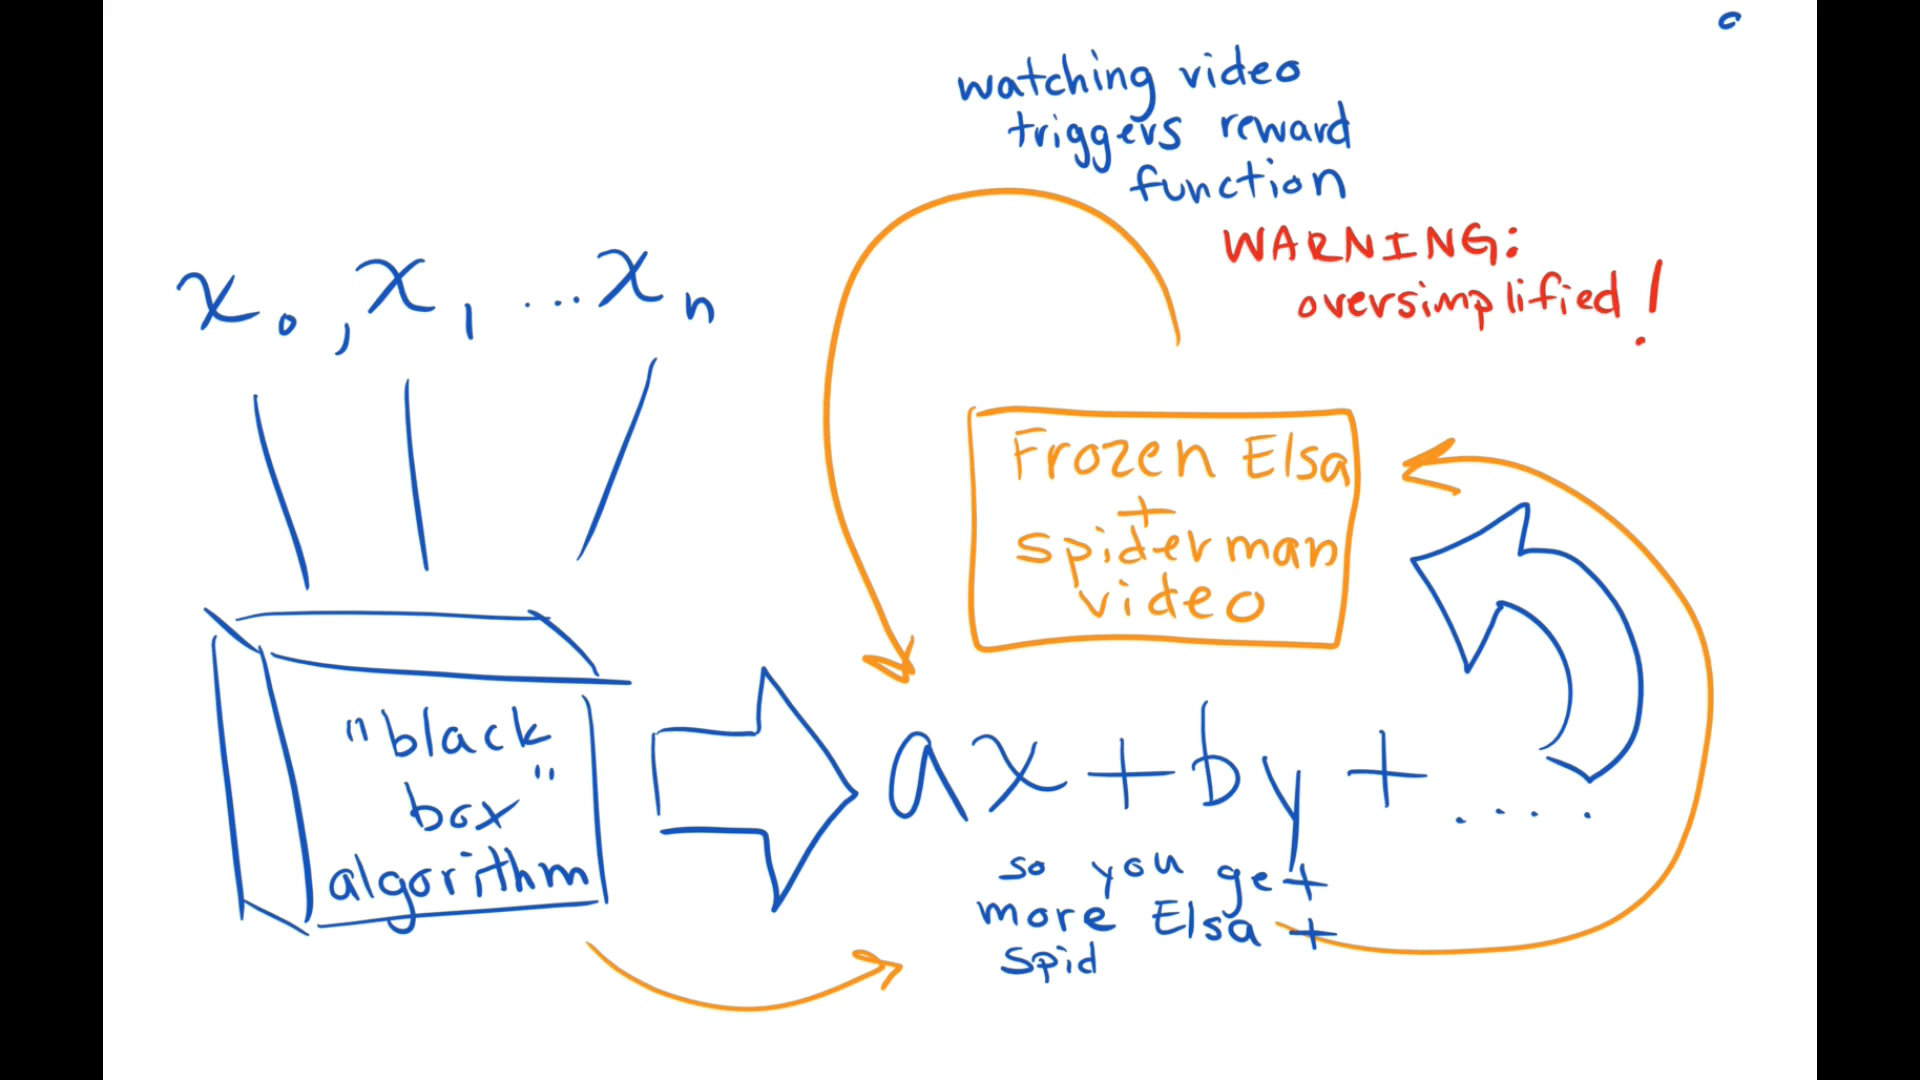 watching video
triggers reward
function
WARNING:
oversimplified!
x₀, x₁ ...xₙ
Frozen Elsa
+
spiderman
video
"black
box"
algorithm
ax + by + ....
so you get
more Elsa +
spid